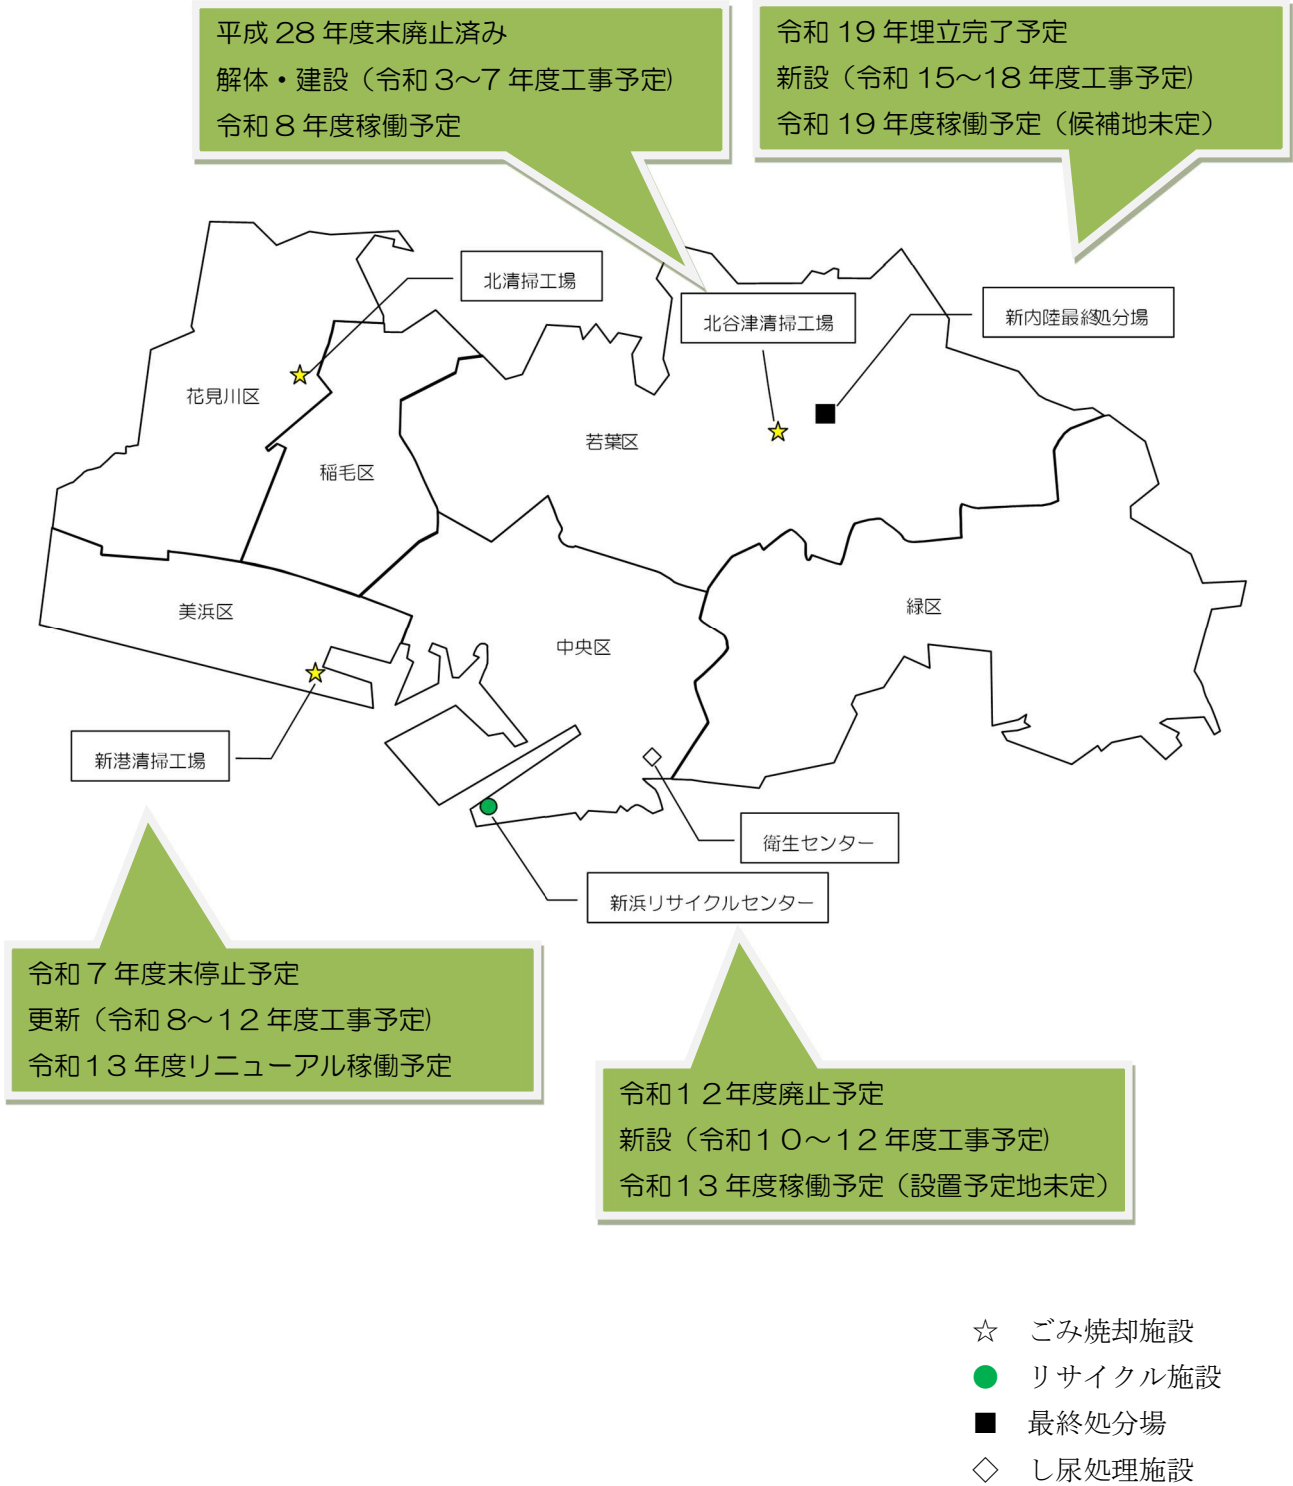 平成 28 年度末廃止済み
解体・建設（令和 3～7 年度工事予定)
令和 8 年度稼働予定
令和 19 年埋立完了予定
新設（令和 15～18 年度工事予定)
令和 19 年度稼働予定（候補地未定）
北清掃工場
北谷津清掃工場
新内陸最終処分場
花見川区
若葉区
稲毛区
美浜区
緑区
中央区
新港清掃工場
衛生センター
新浜リサイクルセンター
令和 7 年度末停止予定
更新（令和 8～12 年度工事予定)
令和13 年度リニューアル稼働予定
令和１２年度廃止予定
新設（令和１０～12 年度工事予定)
令和13 年度稼働予定（設置予定地未定）
☆ ごみ焼却施設
● リサイクル施設
■ 最終処分場
◇ し尿処理施設